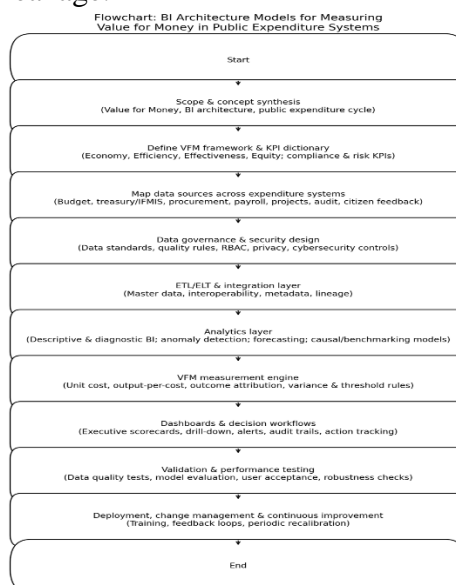 Flowchart: BI Architecture Models for Measuring
Value for Money in Public Expenditure Systems
Start
Scope & concept synthesis
(Value for Money, BI architecture, public expenditure cycle)
Define VFM framework & KPI dictionary
(Economy, Efficiency, Effectiveness, Equity; compliance & risk KPIs)
Map data sources across expenditure systems
(Budget, treasury/IFMIS, procurement, payroll, projects, audit, citizen feedback)
Data governance & security design
(Data standards, quality rules, RBAC, privacy, cybersecurity controls)
ETL/ELT & integration layer
(Master data, interoperability, metadata, lineage)
Analytics layer
(Descriptive & diagnostic BI; anomaly detection; forecasting; causal/benchmarking models)
VFM measurement engine
(Unit cost, output-per-cost, outcome attribution, variance & threshold rules)
Dashboards & decision workflows
(Executive scorecards, drill-down, alerts, audit trails, action tracking)
Validation & performance testing
(Data quality tests, model evaluation, user acceptance, robustness checks)
Deployment, change management & continuous improvement
(Training, feedback loops, periodic recalibration)
End